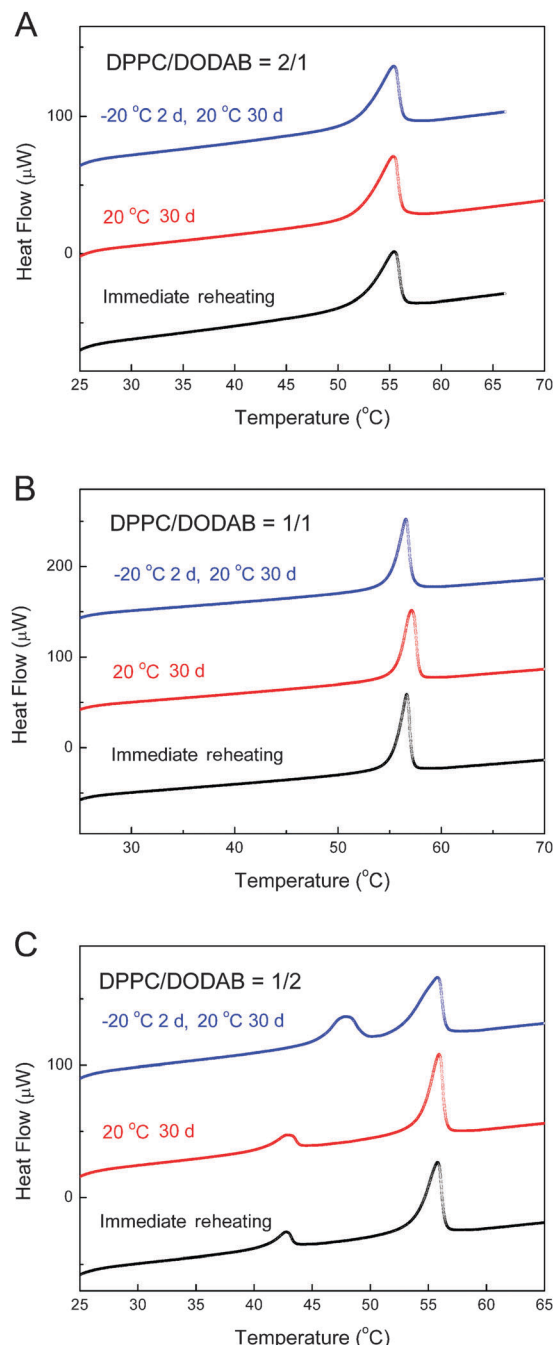 A
DPPC/DODAB = 2/1
-20 °C 2 d, 20 °C 30 d
20 °C 30 d
Immediate reheating
Heat Flow (μW)
100
0
25 30 35 40 45 50 55 60 65 70
Temperature (°C)
B
DPPC/DODAB = 1/1
-20 °C 2 d, 20 °C 30 d
20 °C 30 d
Immediate reheating
Heat Flow (μW)
200
100
0
30 40 50 60 70
Temperature (°C)
C
DPPC/DODAB = 1/2
-20 °C 2 d, 20 °C 30 d
20 °C 30 d
Immediate reheating
Heat Flow (μW)
100
0
25 30 35 40 45 50 55 60 65
Temperature (°C)